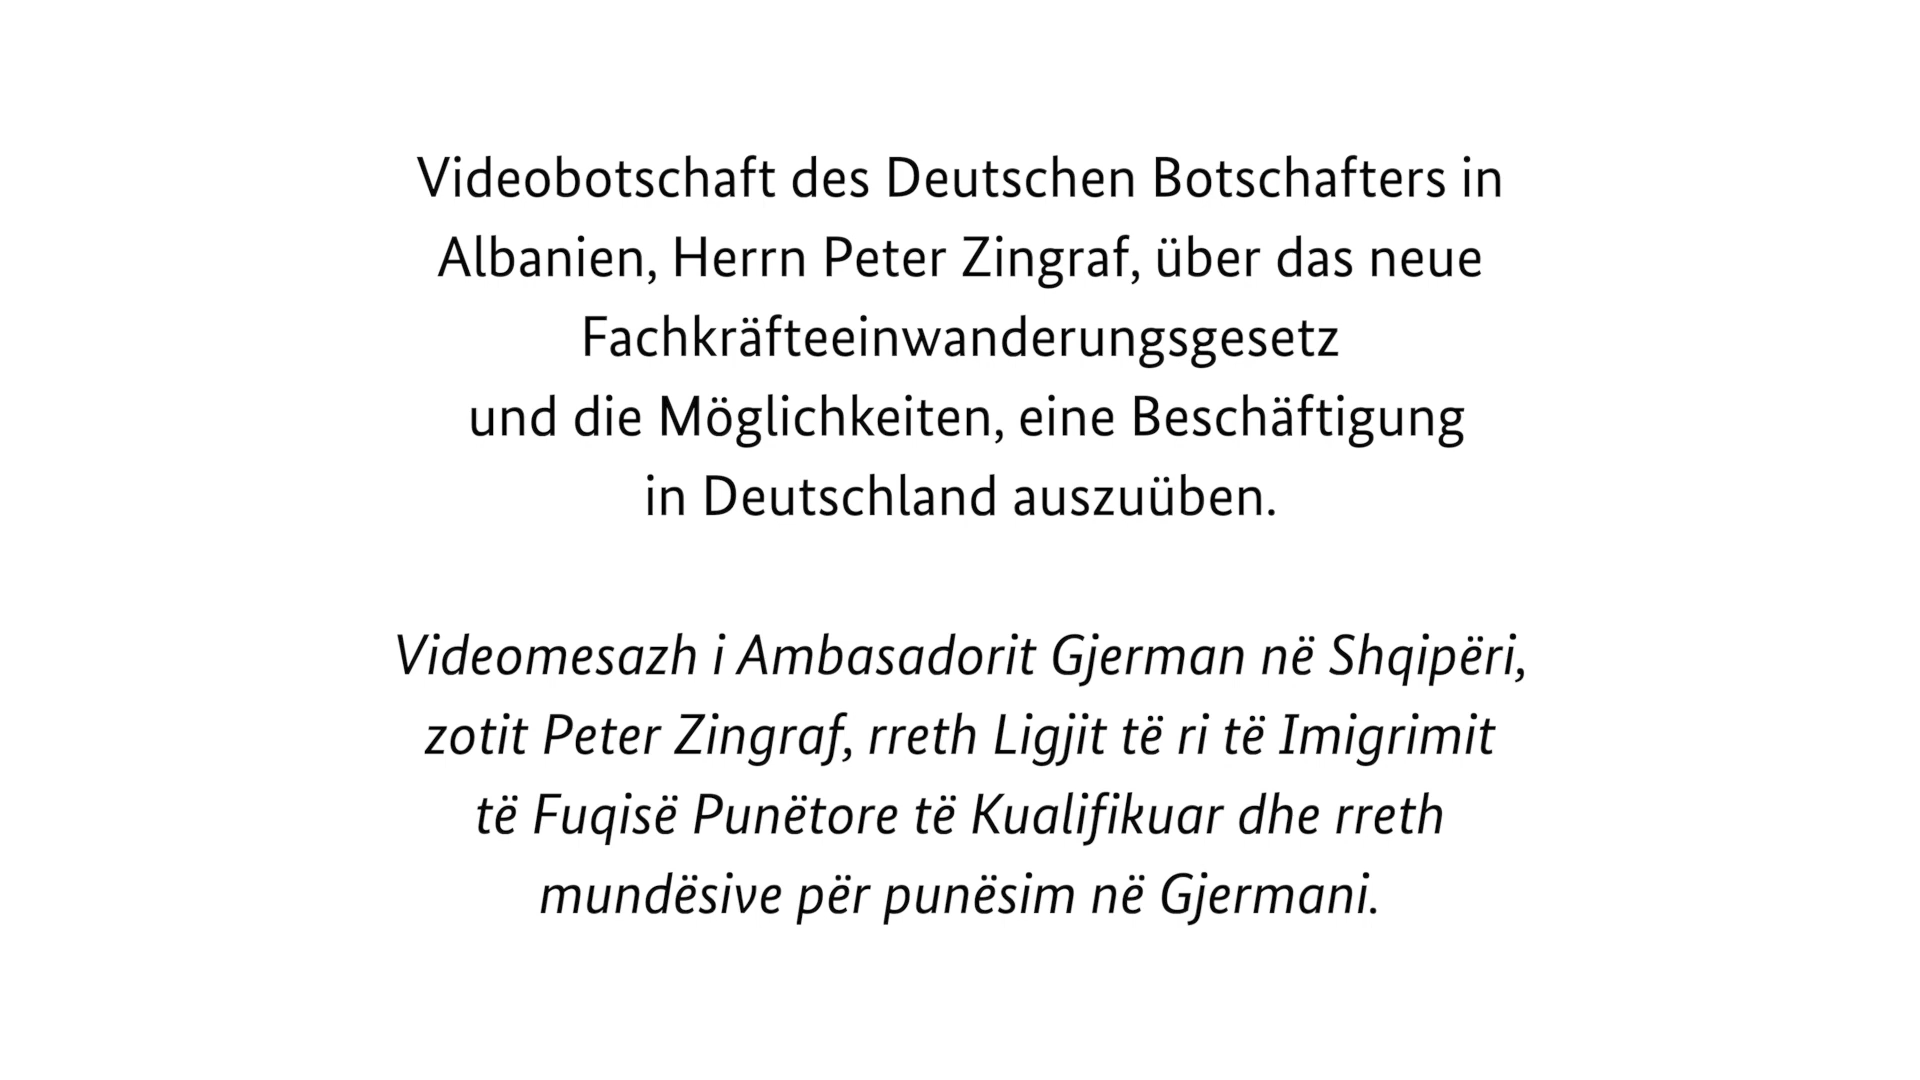 Videobotschaft des Deutschen Botschafters in
Albanien, Herrn Peter Zingraf, über das neue
Fachkräfteeinwanderungsgesetz
und die Möglichkeiten, eine Beschäftigung
in Deutschland auszuüben.
Videomesazh i Ambasadorit Gjerman në Shqipëri,
zotit Peter Zingraf, rreth Ligjit të ri të Imigrimit
të Fuqisë Punëtore të Kualifikuar dhe rreth
mundësive për punësim në Gjermani.